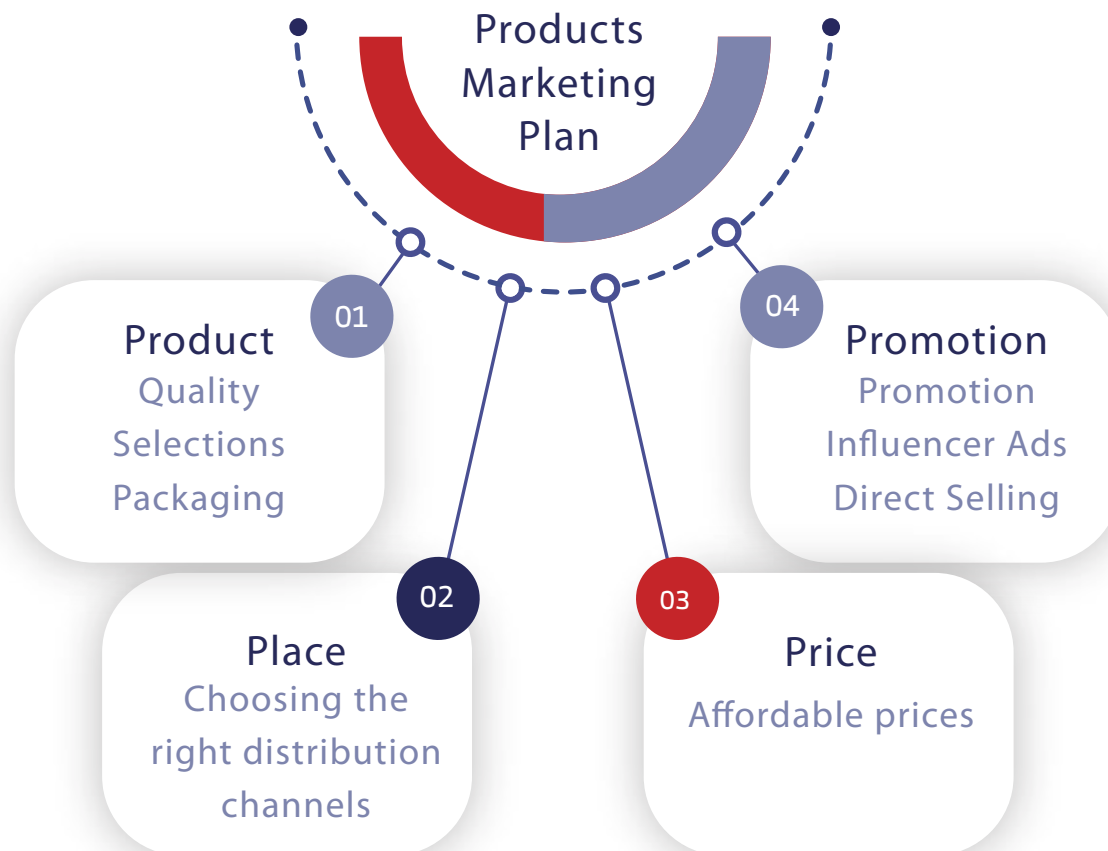 Products
Marketing
Plan
01
Product
Quality
Selections
Packaging
02
Place
Choosing the
right distribution
channels
03
Price
Affordable prices
04
Promotion
Promotion
Influencer Ads
Direct Selling